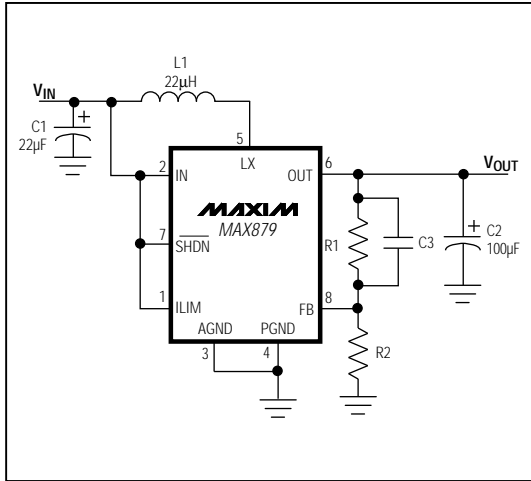 L1
22µH
VIN
+
C1
22µF
5
LX
2
IN
OUT
6
VOUT
MAXIM
MAX879
7
SHDN
R1
C3
+
C2
100µF
1
ILIM
FB
8
AGND
PGND
3
4
R2